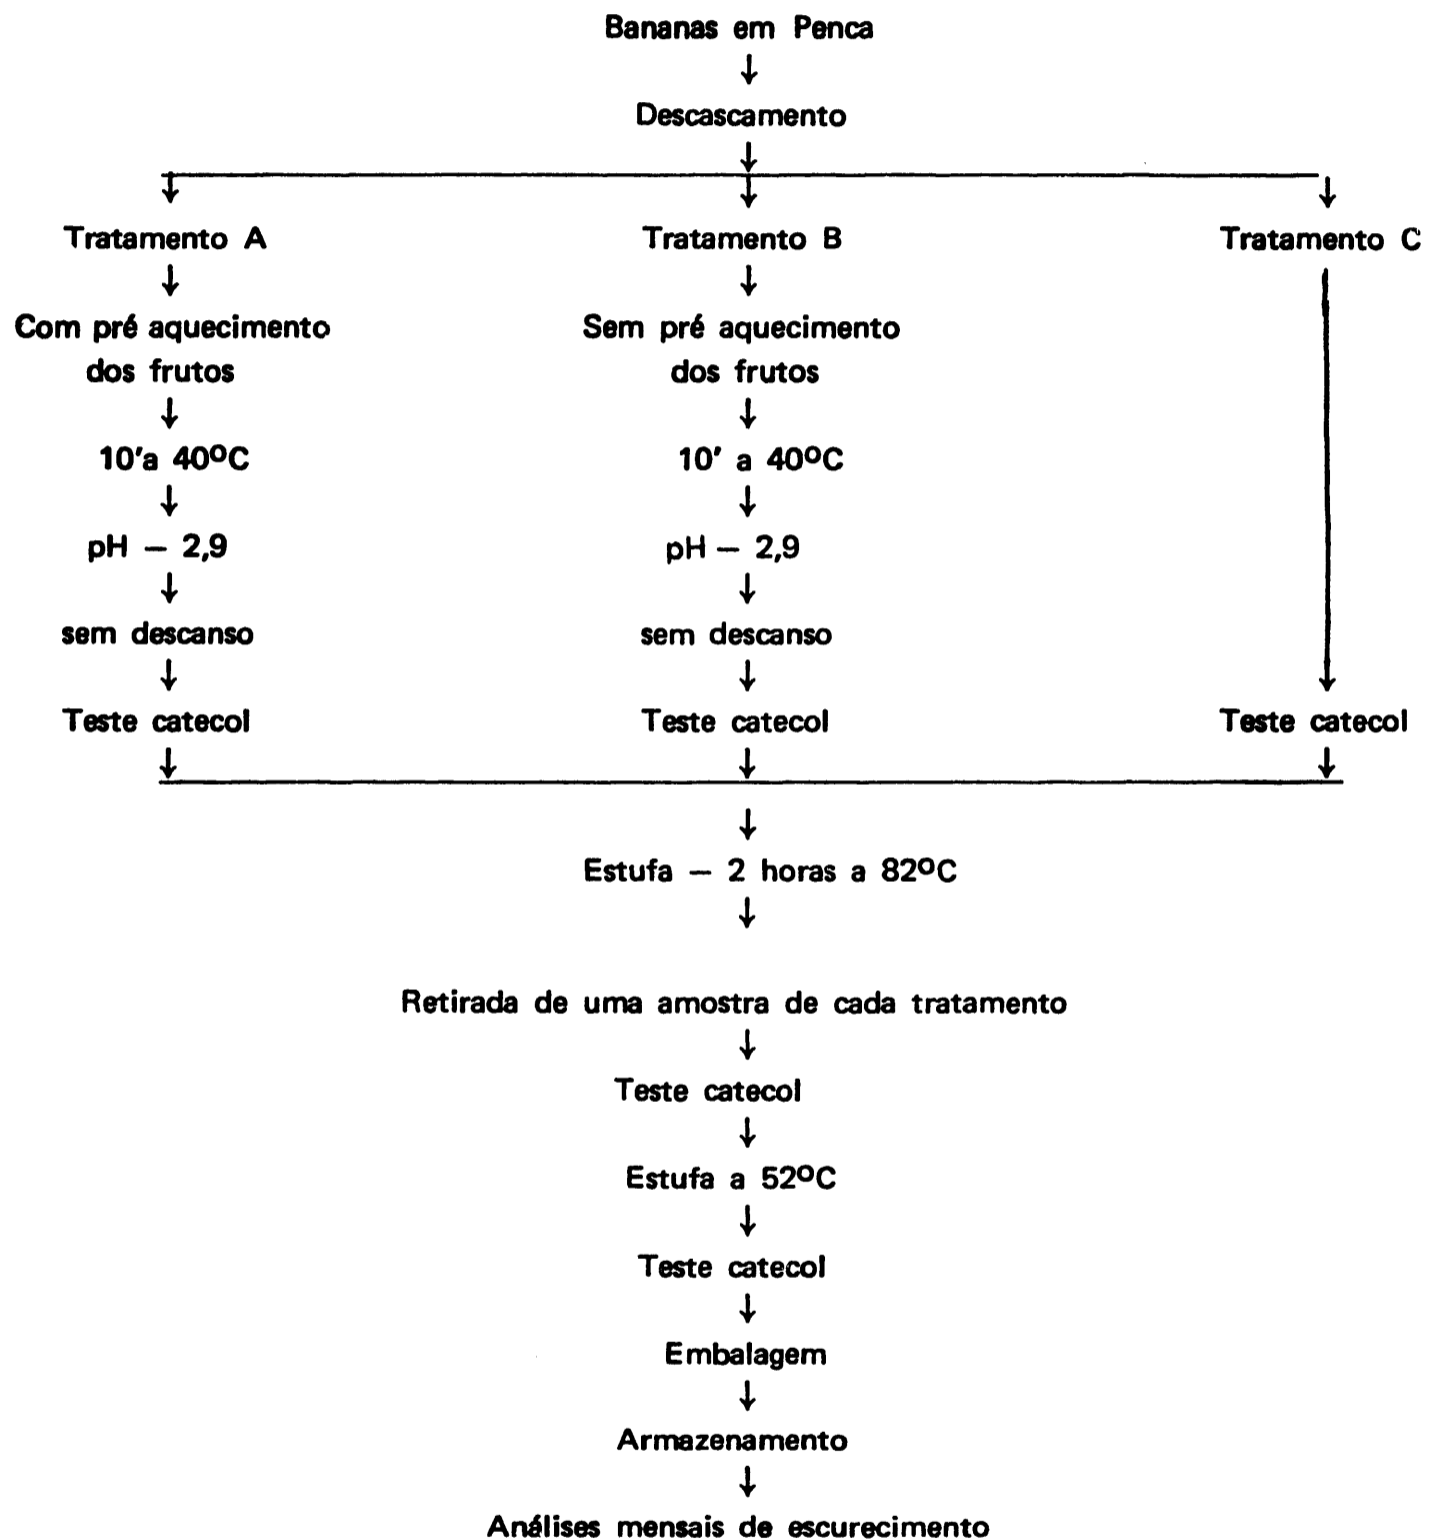 Bananas em Penca
Descascamento
Tratamento A
Tratamento B
Tratamento C
Com pré aquecimento
dos frutos
Sem pré aquecimento
dos frutos
10'a 40ºC
10' a 40ºC
pH — 2,9
pH — 2,9
sem descanso
sem descanso
Teste catecol
Teste catecol
Teste catecol
Estufa — 2 horas a 82ºC
Retirada de uma amostra de cada tratamento
Teste catecol
Estufa a 52ºC
Teste catecol
Embalagem
Armazenamento
Análises mensais de escurecimento